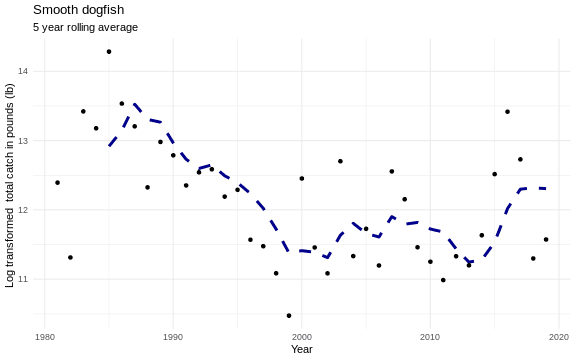 Smooth dogfish
5 year rolling average
Log transformed  total catch in pounds (lb)
14
13
12
11
1980
1990
2000
2010
2020
Year